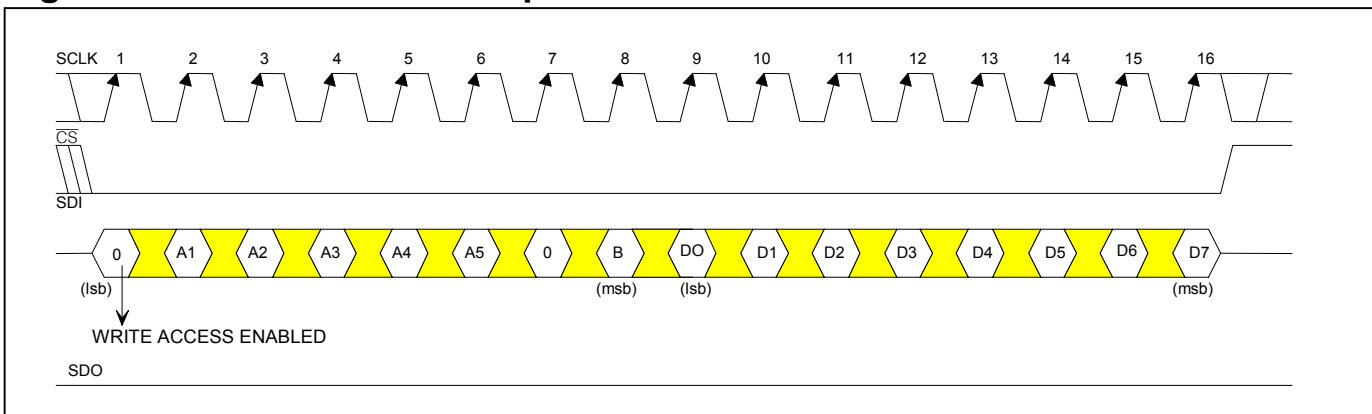 SCLK 1 2 3 4 5 6 7 8 9 10 11 12 13 14 15 16
CS
SDI
0 A1 A2 A3 A4 A5 0 B DO D1 D2 D3 D4 D5 D6 D7
(lsb) (msb) (lsb) (msb)
WRITE ACCESS ENABLED
SDO